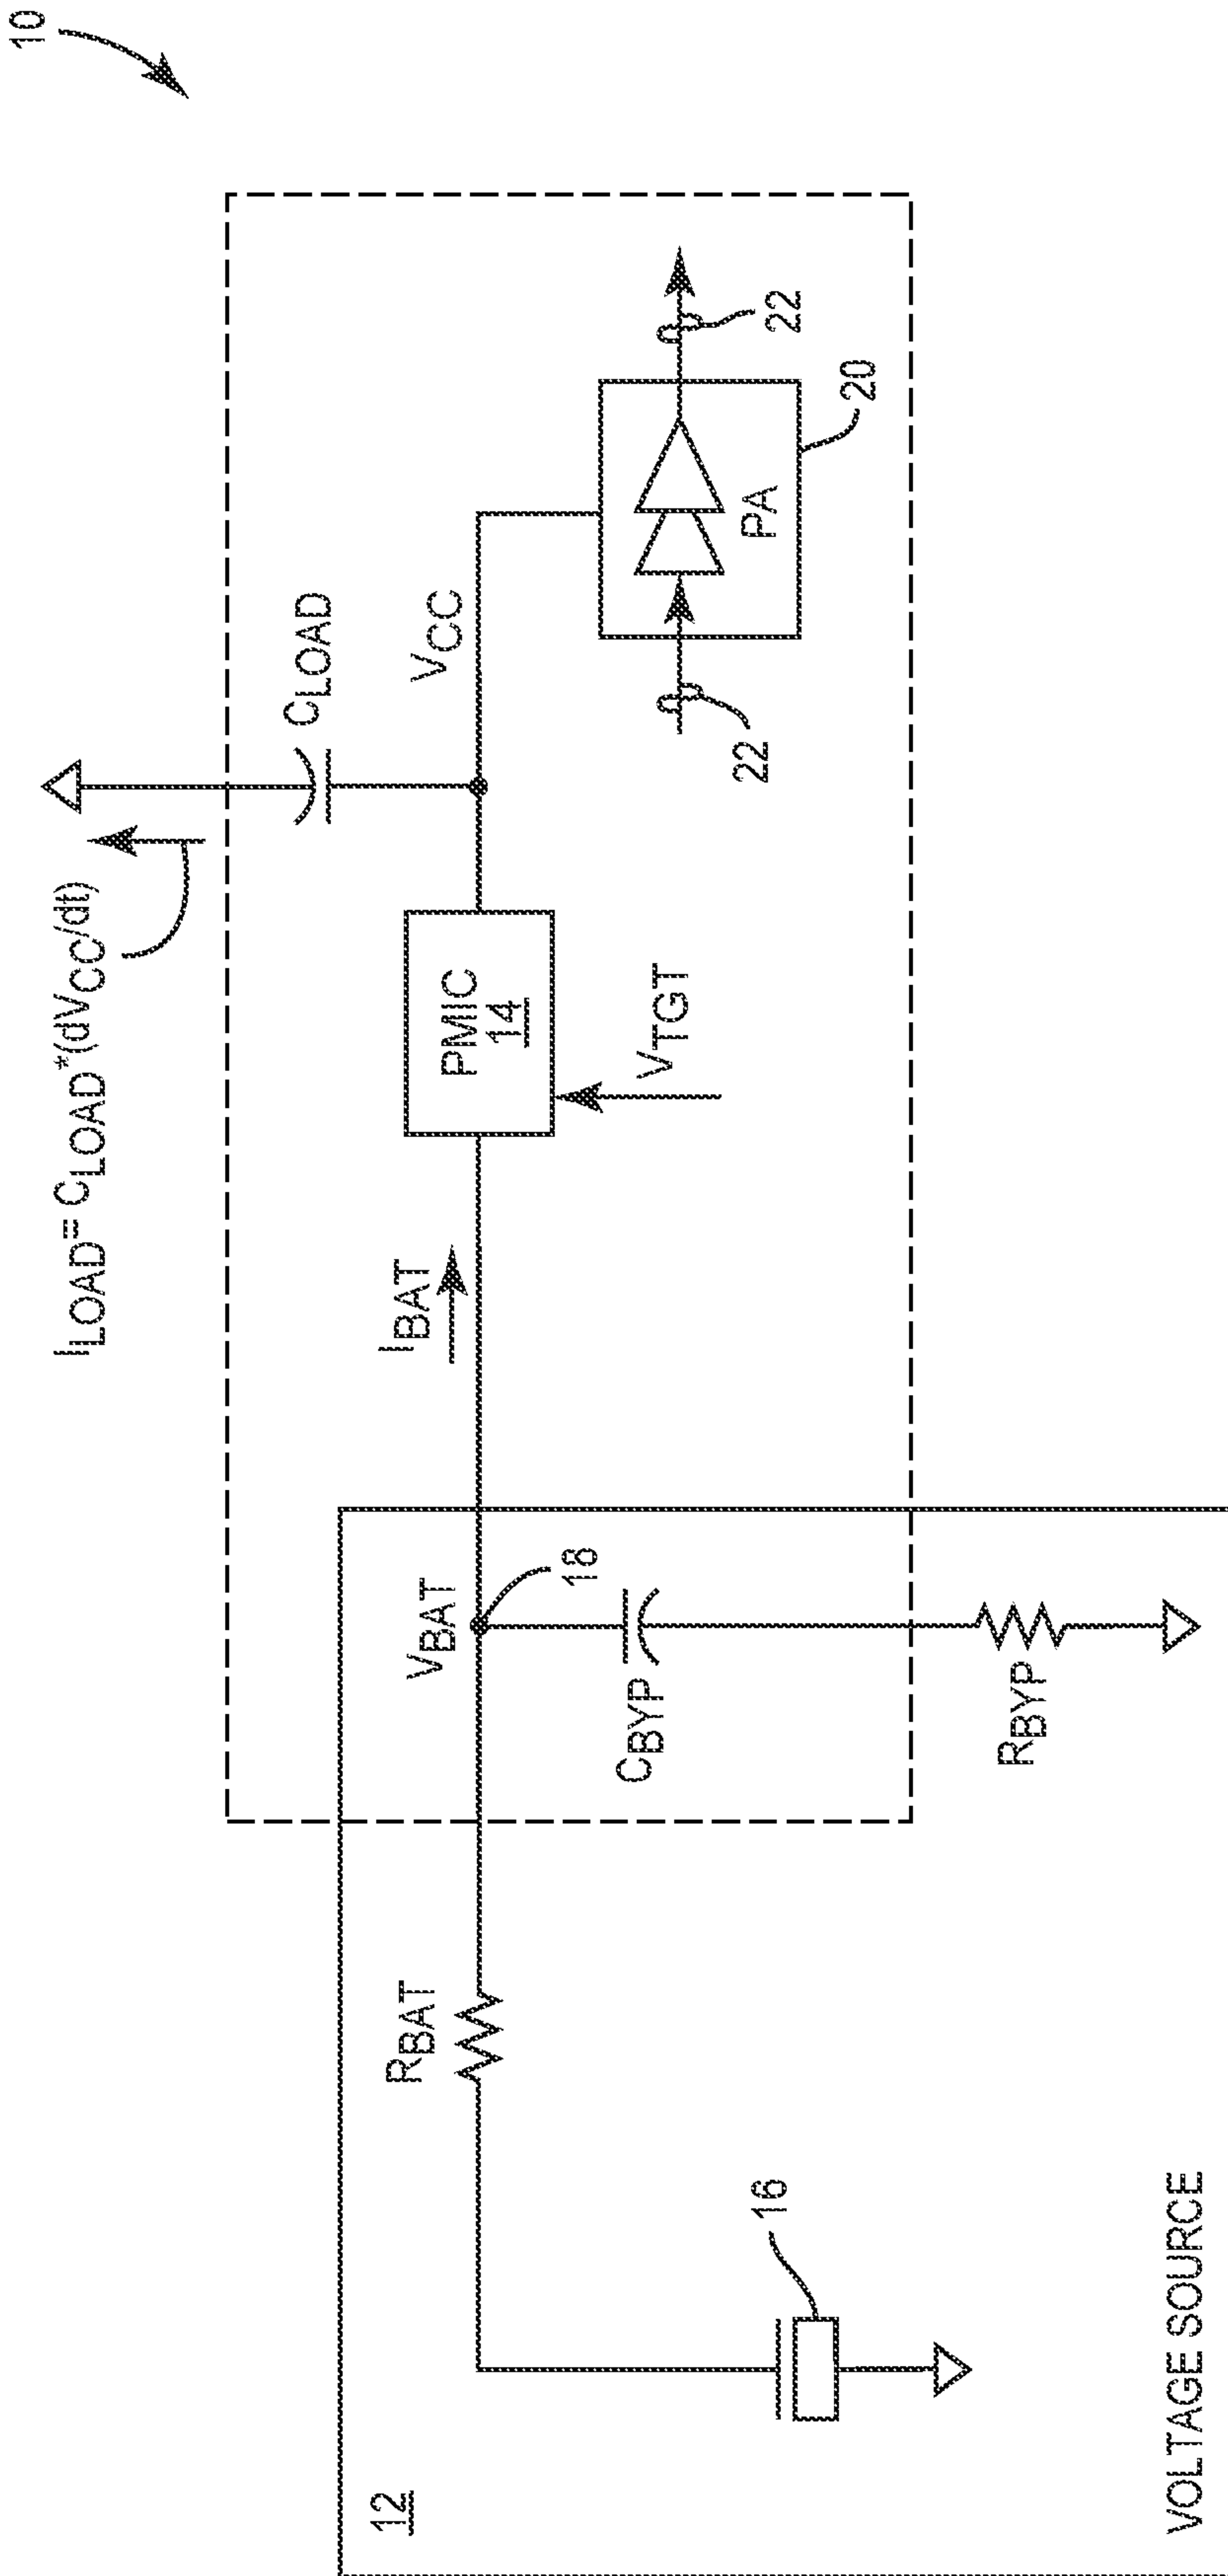 10
I_LOAD = C_LOAD*(dV_CC/dt)
C_LOAD
12
R_BAT
V_BAT
18
I_BAT
PMIC
14
V_CC
V_TGT
22
PA
20
22
16
C_BYP
R_BYP
VOLTAGE SOURCE